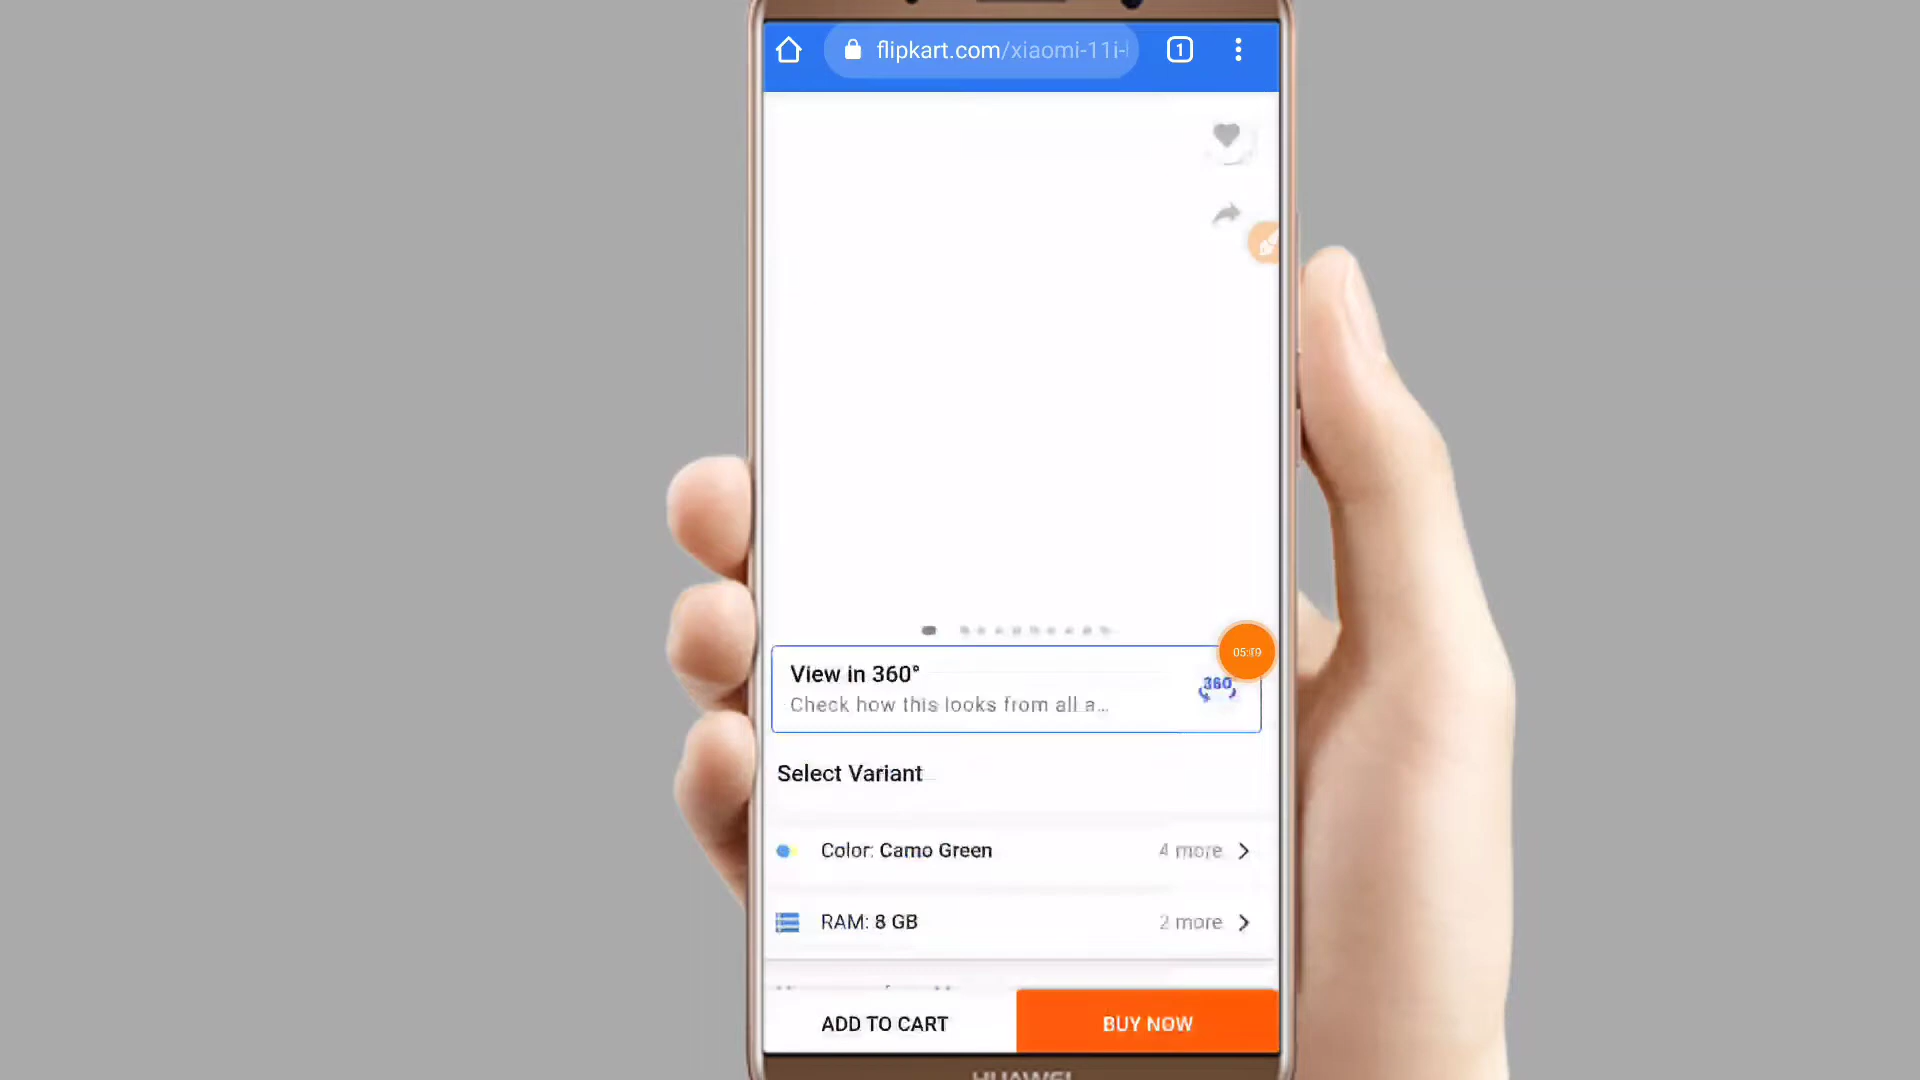 flipkart.com/xiaomi-11i-
1
View in 360°
360
Check how this looks from all a...
Select Variant
Color: Camo Green
4 more
RAM: 8 GB
2 more
ADD TO CART
BUY NOW
HUAWEI